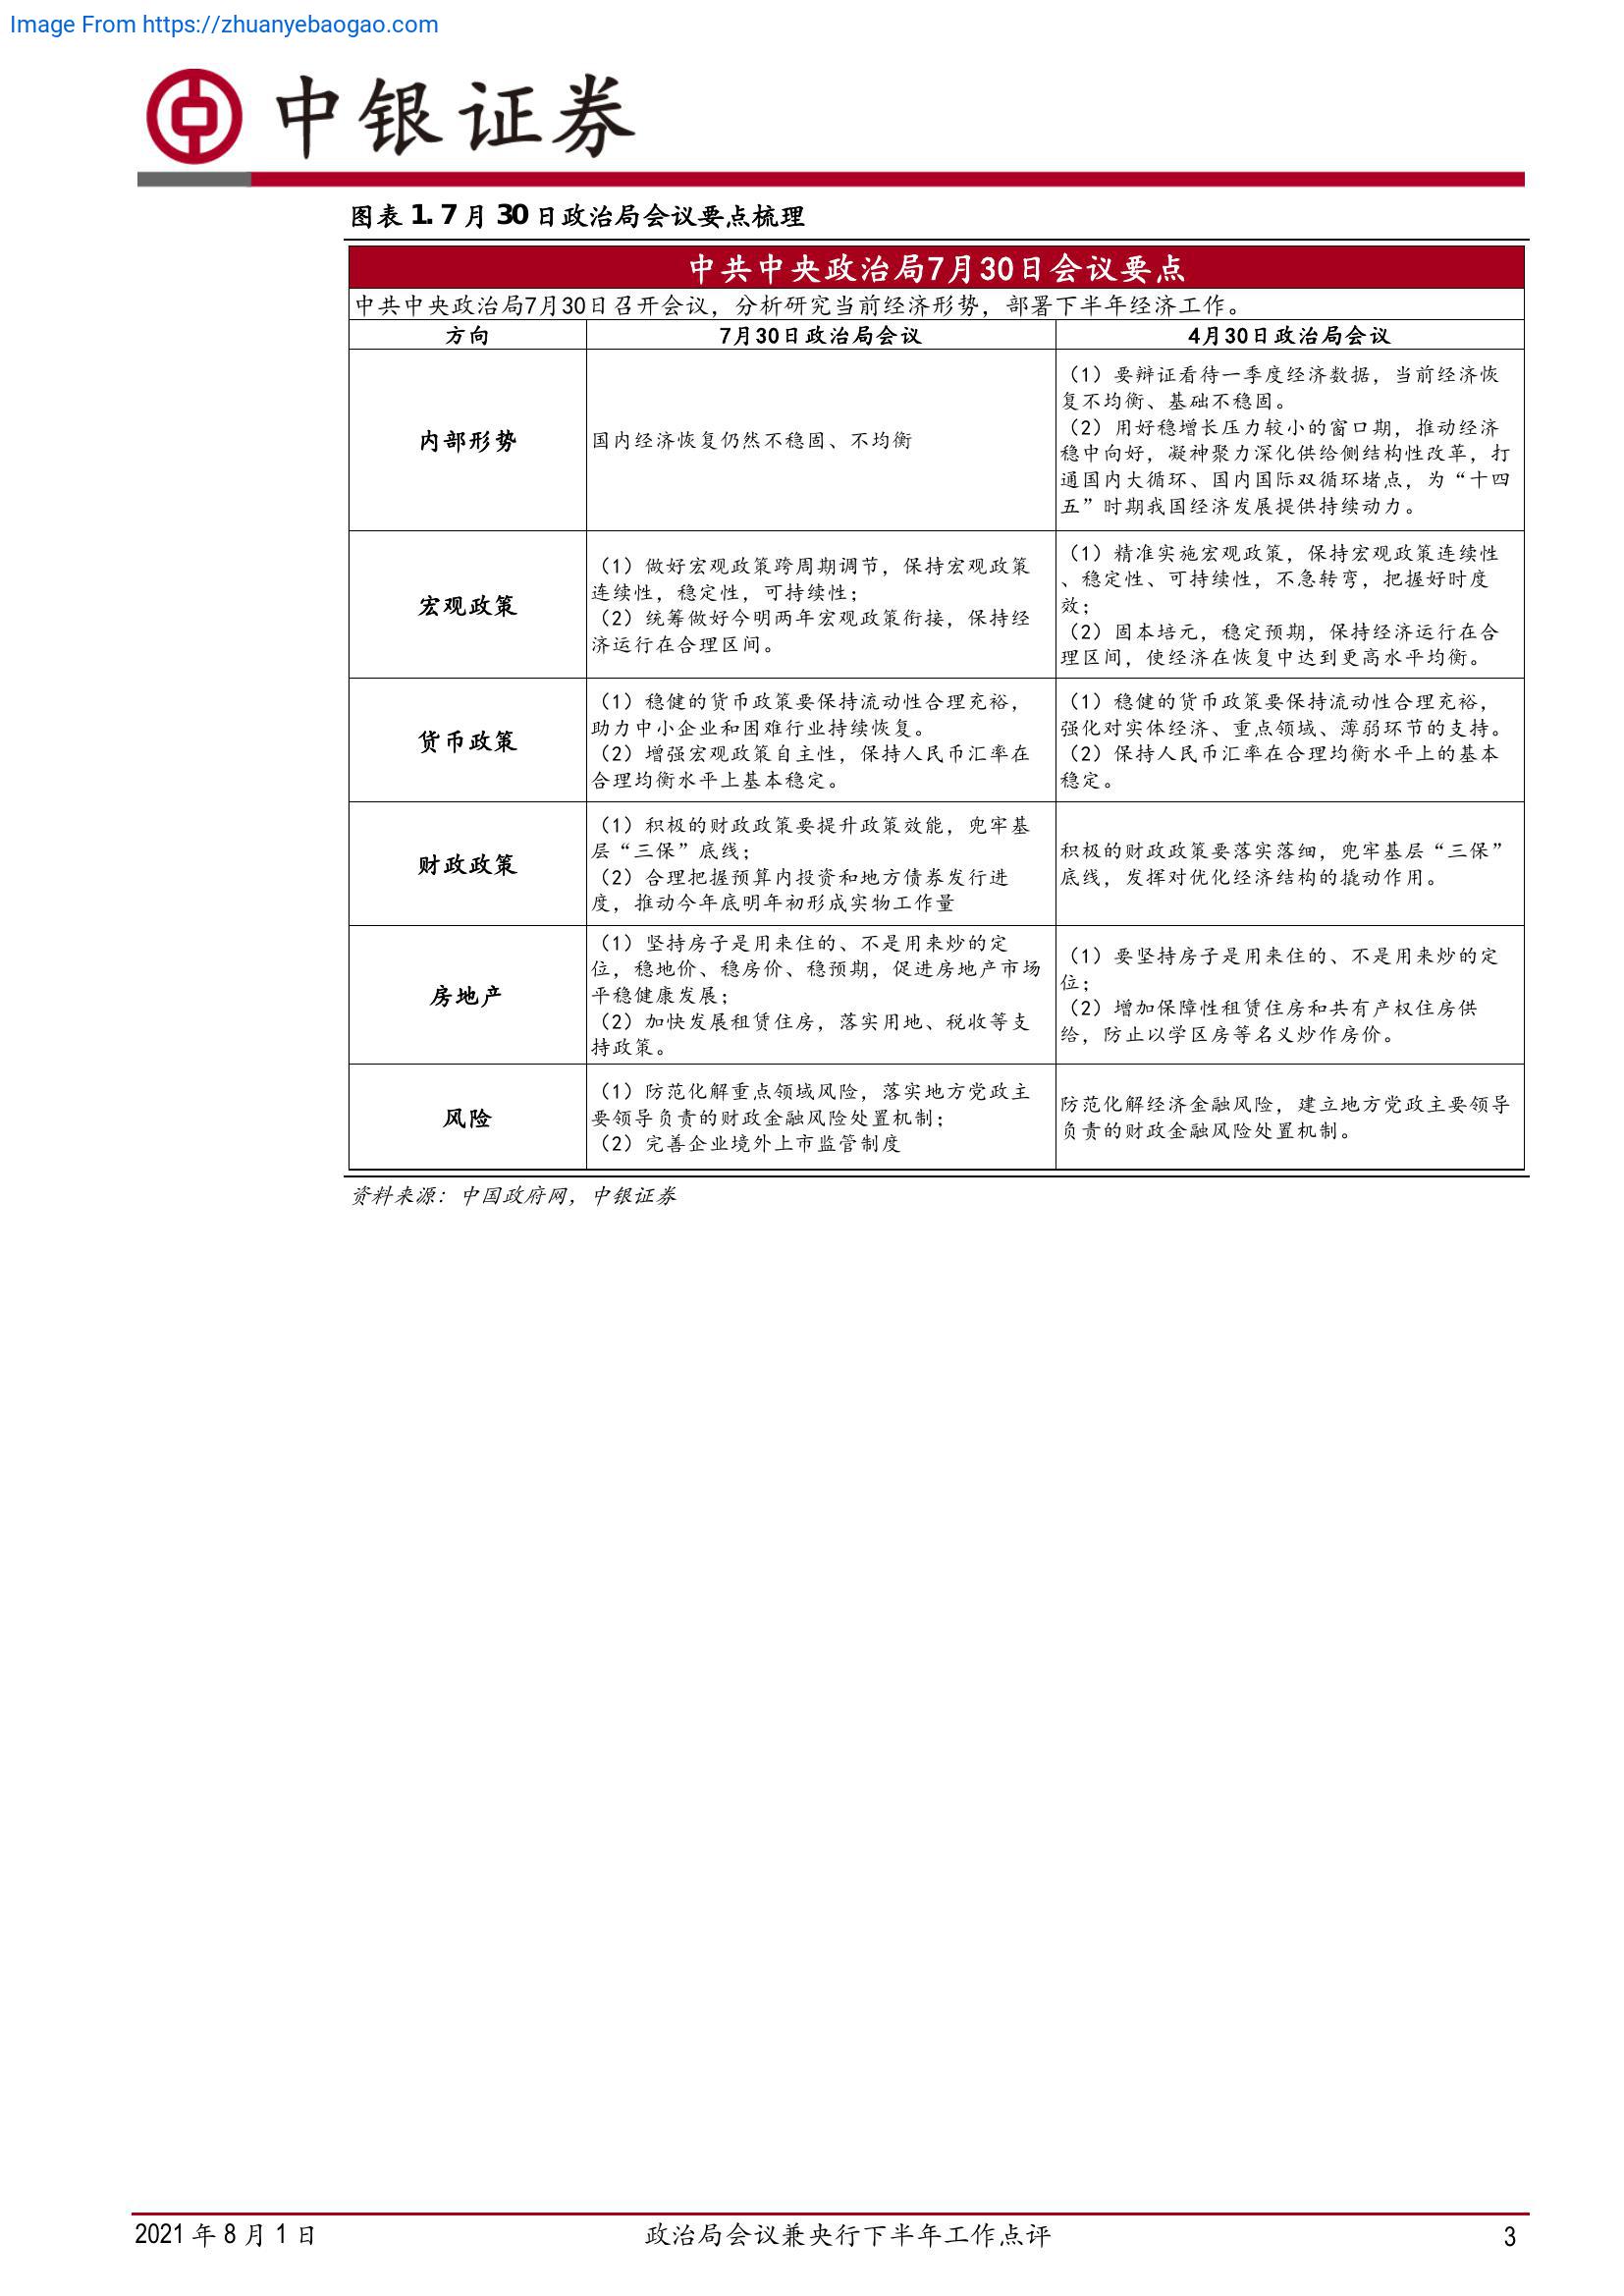 Image From https://zhuanyebaogao.com
中银证券
图表 1. 7 月 30 日政治局会议要点梳理
中共中央政治局7月30日会议要点
中共中央政治局7月30日召开会议，分析研究当前经济形势，部署下半年经济工作。
方向
7月30日政治局会议
4月30日政治局会议
内部形势
国内经济恢复仍然不稳固、不均衡
（1）要辩证看待一季度经济数据，当前经济恢
复不均衡、基础不稳固。
（2）用好稳增长压力较小的窗口期，推动经济
稳中向好，凝神聚力深化供给侧结构性改革，打
通国内大循环、国内国际双循环堵点，为“十四
五”时期我国经济发展提供持续动力。
宏观政策
（1）做好宏观政策跨周期调节，保持宏观政策
连续性，稳定性，可持续性；
（2）统筹做好今明两年宏观政策衔接，保持经
济运行在合理区间。
（1）精准实施宏观政策，保持宏观政策连续性
、稳定性、可持续性，不急转弯，把握好时度
效；
（2）固本培元，稳定预期，保持经济运行在合
理区间，使经济在恢复中达到更高水平均衡。
货币政策
（1）稳健的货币政策要保持流动性合理充裕，
助力中小企业和困难行业持续恢复。
（2）增强宏观政策自主性，保持人民币汇率在
合理均衡水平上基本稳定。
（1）稳健的货币政策要保持流动性合理充裕，
强化对实体经济、重点领域、薄弱环节的支持。
（2）保持人民币汇率在合理均衡水平上的基本
稳定。
财政政策
（1）积极的财政政策要提升政策效能，兜牢基
层“三保”底线；
（2）合理把握预算内投资和地方债券发行进
度，推动今年底明年初形成实物工作量
积极的财政政策要落实落细，兜牢基层“三保”
底线，发挥对优化经济结构的撬动作用。
房地产
（1）坚持房子是用来住的、不是用来炒的定
位，稳地价、稳房价、稳预期，促进房地产市场
平稳健康发展；
（2）加快发展租赁住房，落实用地、税收等支
持政策。
（1）要坚持房子是用来住的、不是用来炒的定
位；
（2）增加保障性租赁住房和共有产权住房供
给，防止以学区房等名义炒作房价。
风险
（1）防范化解重点领域风险，落实地方党政主
要领导负责的财政金融风险处置机制；
（2）完善企业境外上市监管制度
防范化解经济金融风险，建立地方党政主要领导
负责的财政金融风险处置机制。
资料来源：中国政府网，中银证券
2021 年 8 月 1 日
政治局会议兼央行下半年工作点评
3